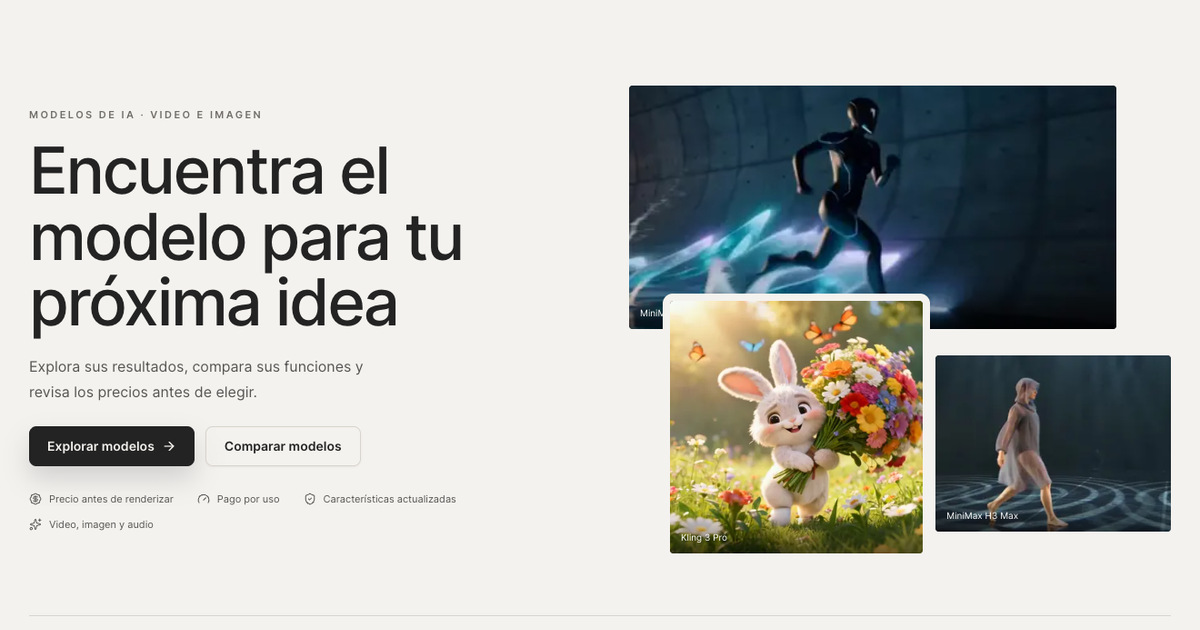 MODELOS DE IA · VIDEO E IMAGEN
Encuentra el
modelo para tu
próxima idea
Explora sus resultados, compara sus funciones y
revisa los precios antes de elegir.
Explorar modelos
Comparar modelos
Precio antes de renderizar
Pago por uso
Características actualizadas
Video, imagen y audio
Kling 3 Pro
MiniMax H3 Max